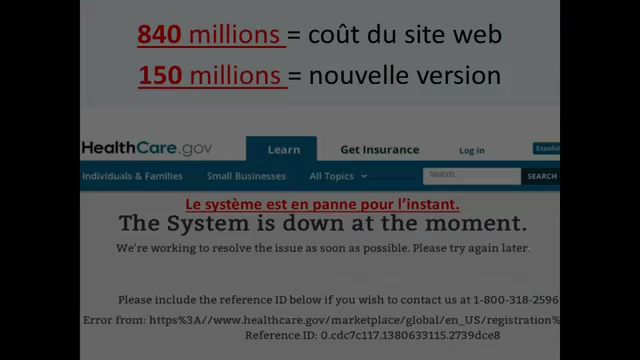 840 millions = coût du site web
150 millions = nouvelle version
HealthCare.gov Learn Get Insurance Log in Español
Individuals & Families Small Businesses All Topics SEARCH
Le système est en panne pour l'instant.
The System is down at the moment.
We're working to resolve the issue as soon as possible. Please try again later.
Please include the reference ID below if you wish to contact us at 1-800-318-2596
Error from: https%3A//www.healthcare.gov/marketplace/global/en_US/registration%
Reference ID: 0.cdc7c117.1380633115.2739dce8